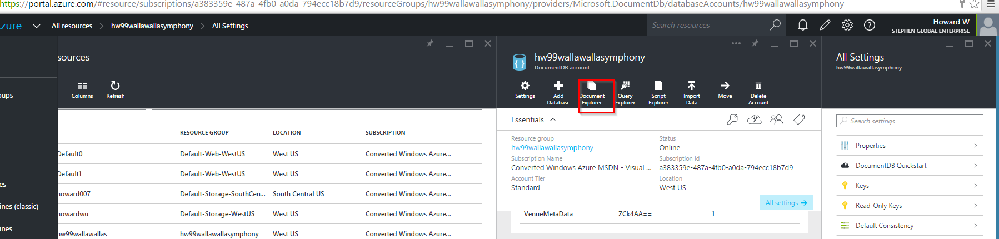 https://portal.azure.com/#resource/subscriptions/a383359e-487a-4fb0-a0da-794ecc18b7d9/resourceGroups/hw99wallawallasymphony/providers/Microsoft.DocumentDb/databaseAccounts/hw99wallawallasymphony
Azure All resources hw99wallawallasymphony All Settings Search resources Howard W
STEPHEN GLOBAL ENTERPRISE
sources
Columns Refresh
RESOURCE GROUP LOCATION SUBSCRIPTION
Default0 Default-Web-WestUS West US Converted Windows Azure...
Default1 Default-Web-WestUS West US Converted Windows Azure...
howard007 Default-Storage-SouthCen... South Central US Converted Windows Azure...
howardwu Default-Storage-WestUS West US Converted Windows Azure...
hw99wallawallas hw99wallawallasymphony West US Converted Windows Azure...
oups
es
ines (classic)
ines
hw99wallawallasymphony
DocumentDB account
Settings
Add
Database
Document
Explorer
Query
Explorer
Script
Explorer
Import
Data
Move
Delete
Account
Essentials
Resource group
hw99wallawallasymphony
Status
Online
Subscription Name
Converted Windows Azure MSDN - Visual ...
Subscription Id
a383359e-487a-4fb0-a0da-794ecc18b7d9
Account Tier
Standard
Location
West US
All settings
VenueMetaData ZCk4AA== 1
All Settings
hw99wallawallasymphony
Search settings
Properties
DocumentDB Quickstart
Keys
Read-Only Keys
Default Consistency